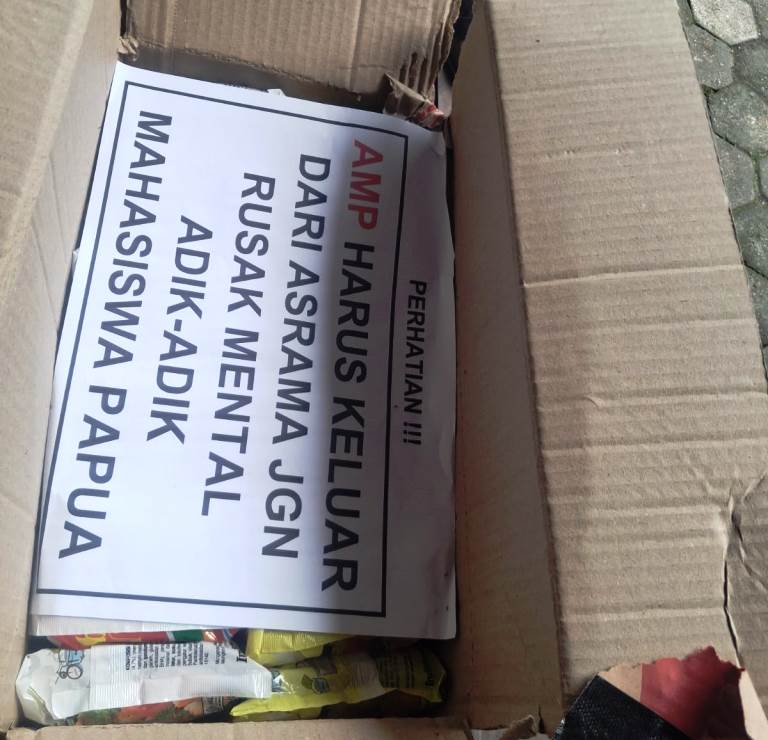 PERHATIAN !!!
AMP HARUS KELUAR
DARI ASRAMA JGN
RUSAK MENTAL
ADIK-ADIK
MAHASISWA PAPUA